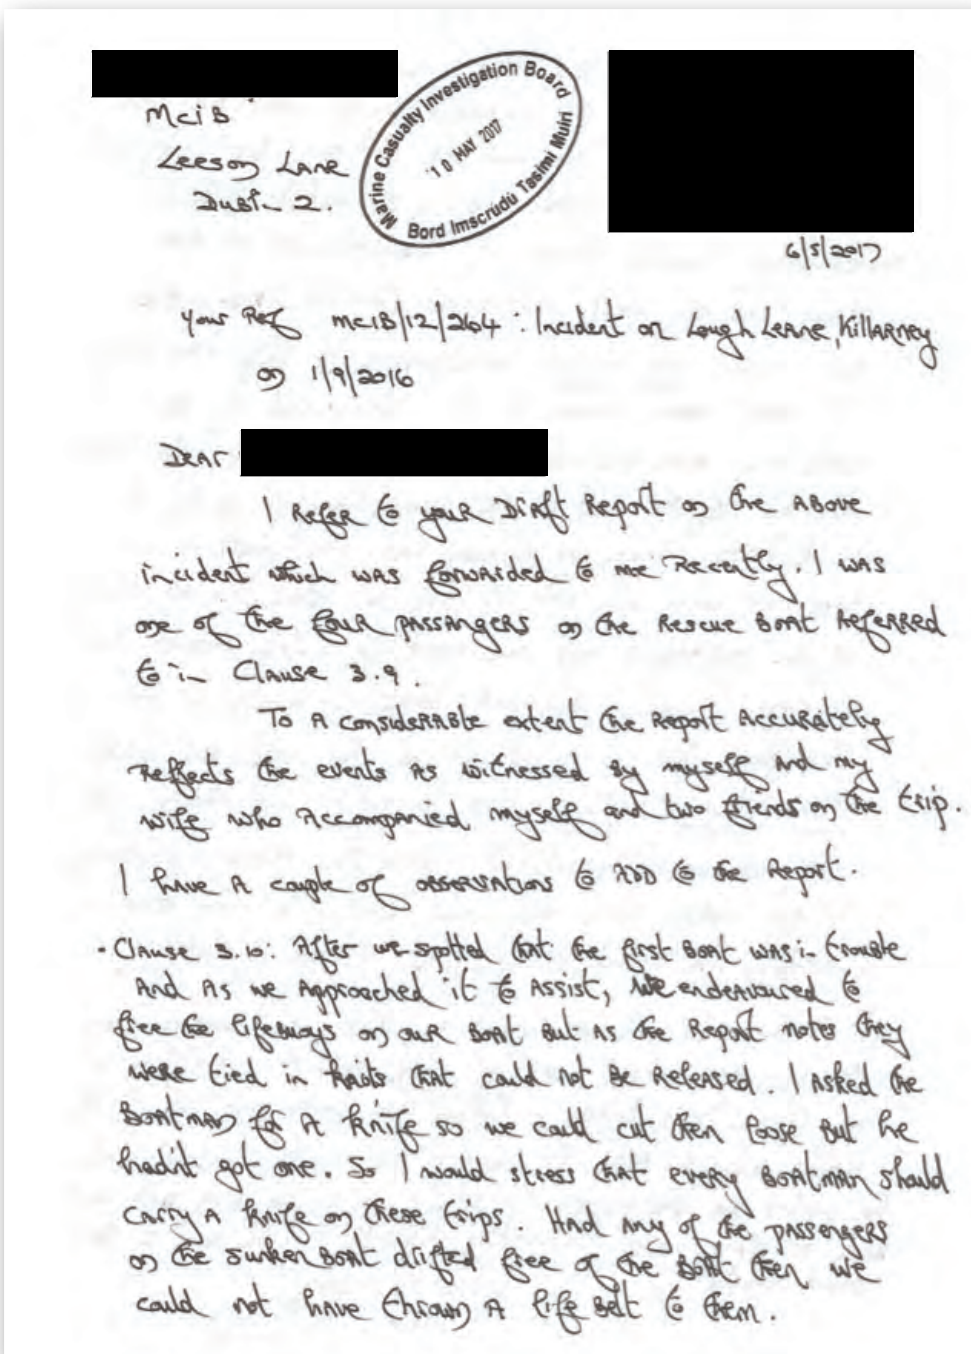 MCIB
Leeson Lane
Dublin 2.
Marine Casualty Investigation Board
10 MAY 2017
Bord Imscrúdú Taismí Muirí
6/5/2017
Your Ref MCIB/12/264 : Incident on Lough Leane, Killarney
on 1/9/2016
Dear
I refer to your Draft Report on the above
incident which was forwarded to me recently. I was
one of the four passangers on the rescue boat referred
to in Clause 3.9.
To a considerable extent the report accurately
reflects the events as witnessed by myself and my
wife who accompanied myself and two friends on the trip.
I have a couple of observations to add to the report.
· Clause 3.10: After we spotted that the first boat was in trouble
and as we approached it to assist, we endeavoured to
free the lifebuoys on our boat but as the report notes they
were tied in knots that could not be released. I asked the
boatman for a knife so we could cut them loose but he
hadn't got one. So I would stress that every boatman should
carry a knife on these trips. Had any of the passengers
on the sunken boat drifted free of the boat then we
could not have thrown a life belt to them.